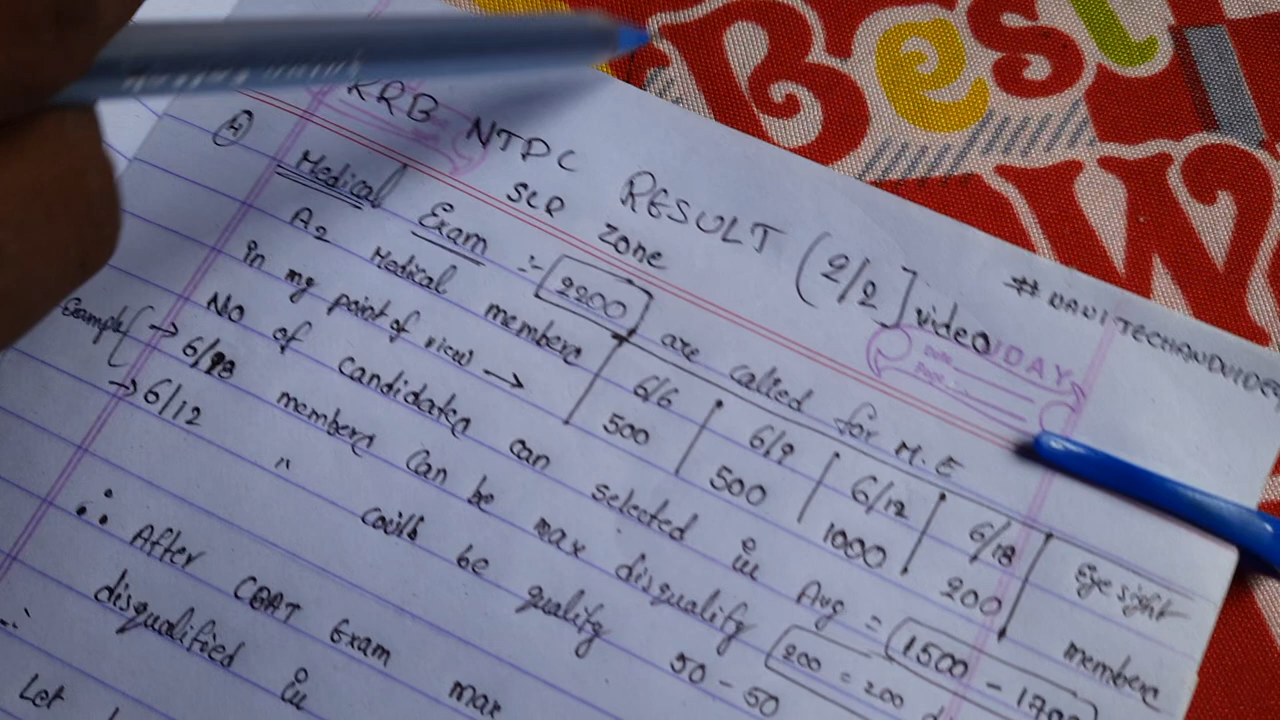 Best
W
RRB NTPC RESULT (2/2] video
SCR Zone
A Medical Exam :- 2200 are called for M.E
A2 Medical members 6/6 6/9 6/12 6/18 Eye sight
in my point of view → 500 500 1000 200 members
No of candidates can selected in Avg = 1500 - 1700
Example → 6/18 members can be max disqualify 200 = 200
→ 6/12 " could be qualify 50 - 50
∴ After CBAT Exam max
disqualified in
∴ Let